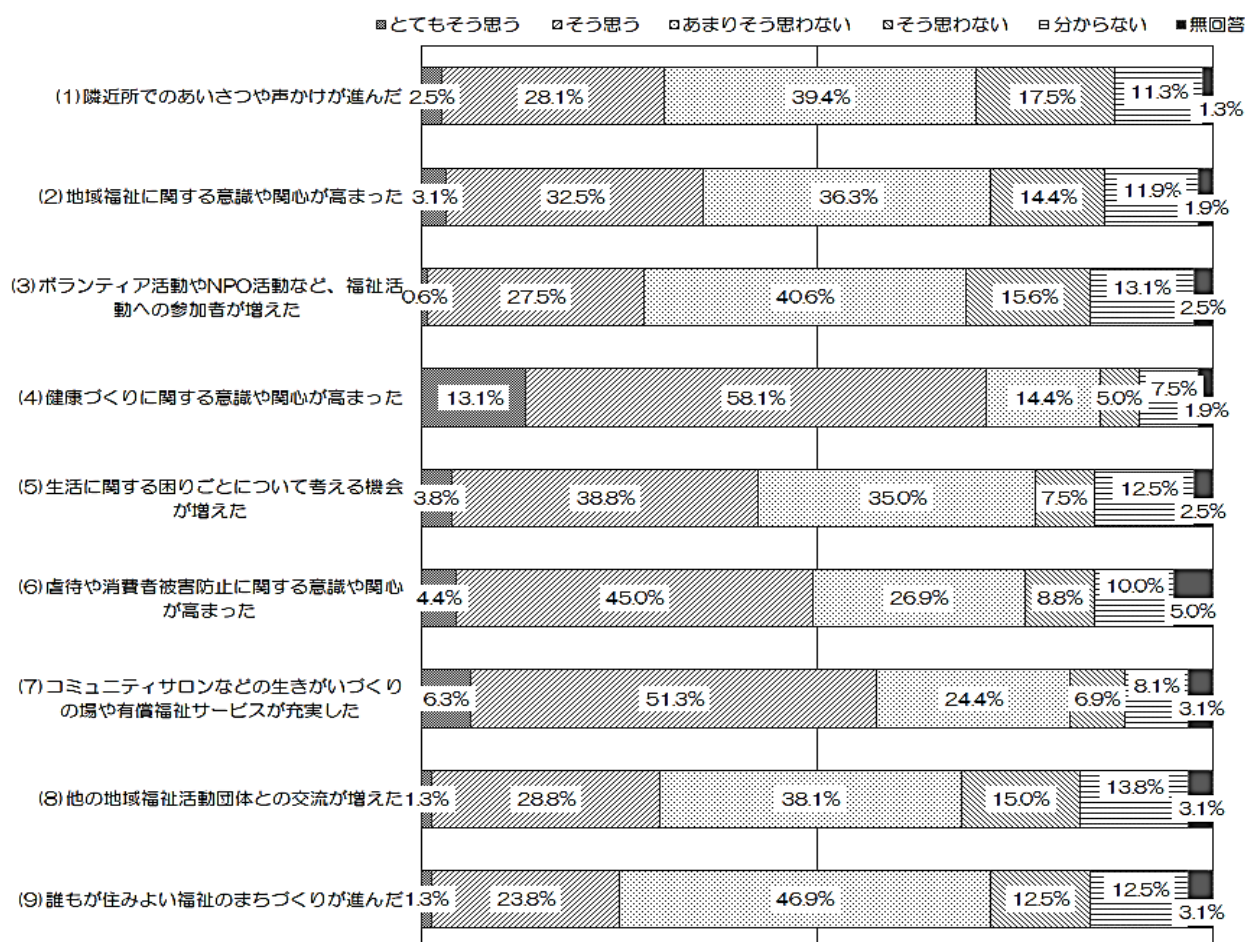 とてもそう思う そう思う あまりそう思わない そう思わない 分からない 無回答
(1)隣近所でのあいさつや声かけが進んだ 2.5% 28.1% 39.4% 17.5% 11.3% 1.3%
(2)地域福祉に関する意識や関心が高まった 3.1% 32.5% 36.3% 14.4% 11.9% 1.9%
(3)ボランティア活動やNPO活動など、福祉活
動への参加者が増えた
0.6% 27.5% 40.6% 15.6% 13.1% 2.5%
(4)健康づくりに関する意識や関心が高まった 13.1% 58.1% 14.4% 5.0% 7.5% 1.9%
(5)生活に関する困りごとについて考える機会
が増えた
3.8% 38.8% 35.0% 7.5% 12.5% 2.5%
(6)虐待や消費者被害防止に関する意識や関心
が高まった
4.4% 45.0% 26.9% 8.8% 10.0% 5.0%
(7)コミュニティサロンなどの生きがいづくり
の場や有償福祉サービスが充実した
6.3% 51.3% 24.4% 6.9% 8.1% 3.1%
(8)他の地域福祉活動団体との交流が増えた 1.3% 28.8% 38.1% 15.0% 13.8% 3.1%
(9)誰もが住みよい福祉のまちづくりが進んだ 1.3% 23.8% 46.9% 12.5% 12.5% 3.1%